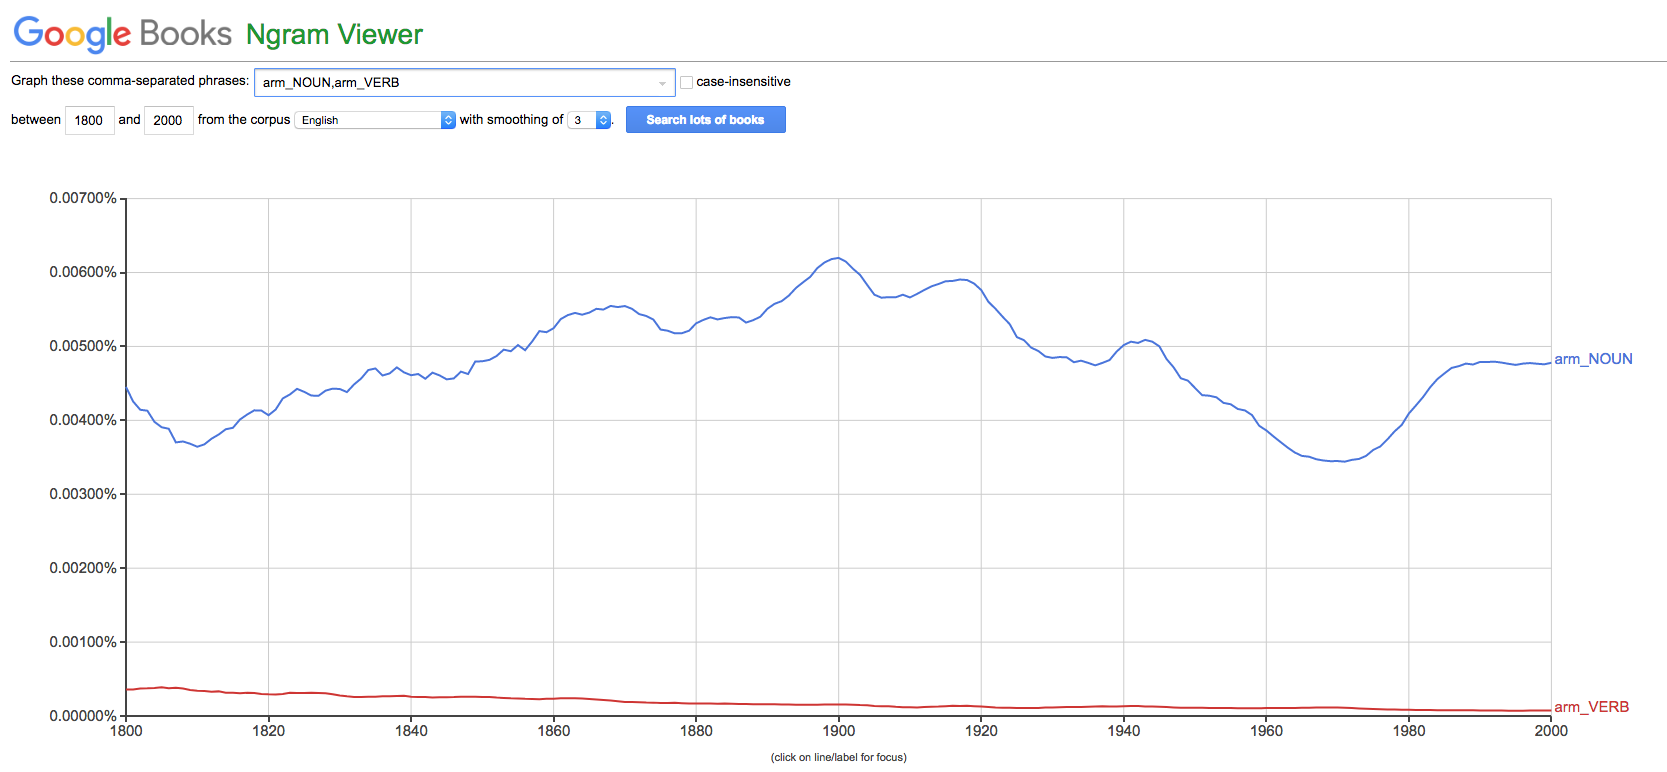 Google Books Ngram Viewer
Graph these comma-separated phrases: arm_NOUN,arm_VERB case-insensitive
between 1800 and 2000 from the corpus English with smoothing of 3 . Search lots of books
0.00700%
0.00600%
0.00500%
arm_NOUN
0.00400%
0.00300%
0.00200%
0.00100%
arm_VERB
0.00000%
1800 1820 1840 1860 1880 1900 1920 1940 1960 1980 2000
(click on line/label for focus)